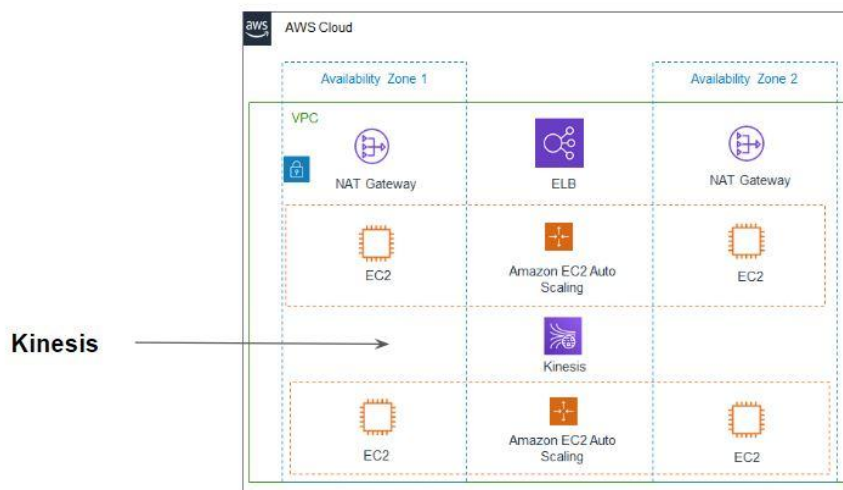 aws
AWS Cloud
Availability Zone 1
Availability Zone 2
VPC
NAT Gateway
ELB
NAT Gateway
EC2
Amazon EC2 Auto
Scaling
EC2
Kinesis
Kinesis
EC2
Amazon EC2 Auto
Scaling
EC2